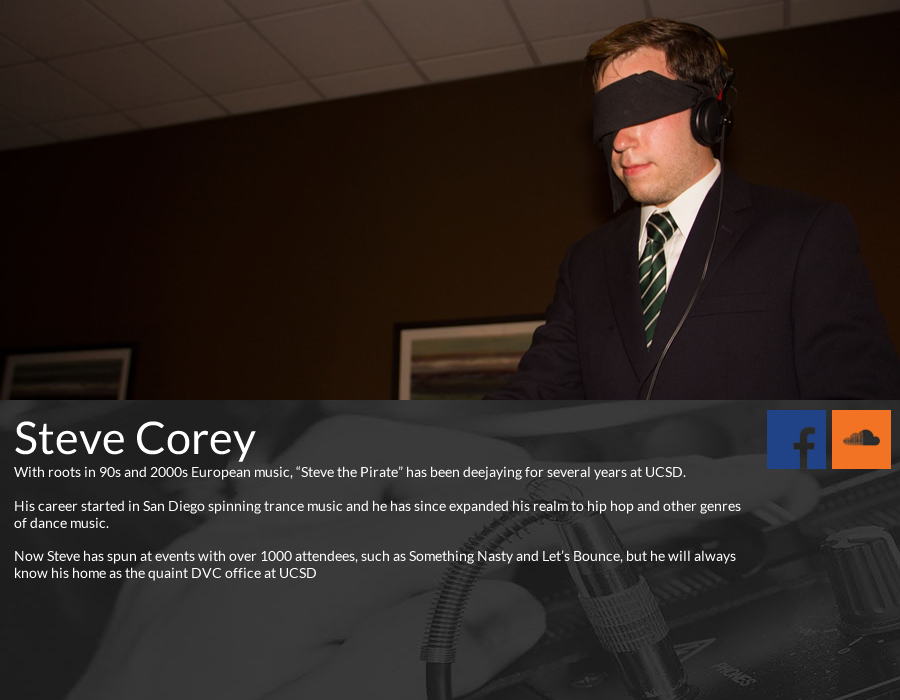 Steve Corey
With roots in 90s and 2000s European music, “Steve the Pirate” has been deejaying for several years at UCSD.
His career started in San Diego spinning trance music and he has since expanded his realm to hip hop and other genres
of dance music.
Now Steve has spun at events with over 1000 attendees, such as Something Nasty and Let's Bounce, but he will always
know his home as the quaint DVC office at UCSD
PHONES